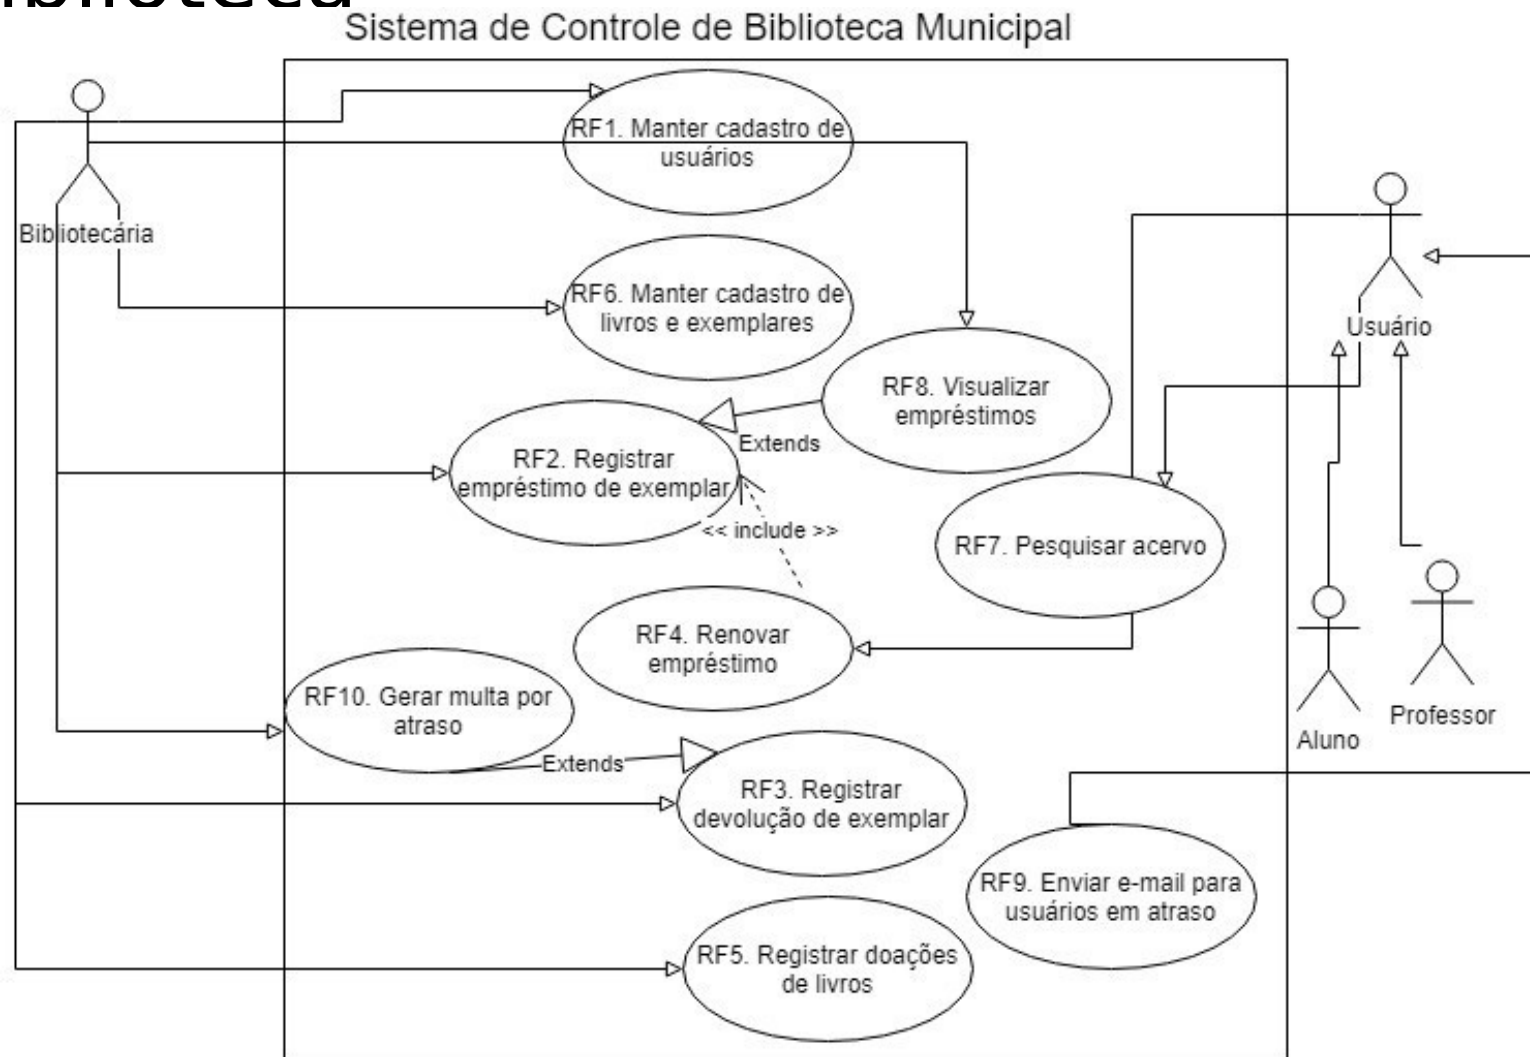 Sistema de Controle de Biblioteca Municipal
RF1. Manter cadastro de
usuários
Bibliotecária
RF6. Manter cadastro de
livros e exemplares
Usuário
RF8. Visualizar
empréstimos
Extends
RF2. Registrar
empréstimo de exemplar
<< include >>
RF7. Pesquisar acervo
RF4. Renovar
empréstimo
RF10. Gerar multa por
atraso
Professor
Aluno
Extends
RF3. Registrar
devolução de exemplar
RF9. Enviar e-mail para
usuários em atraso
RF5. Registrar doações
de livros